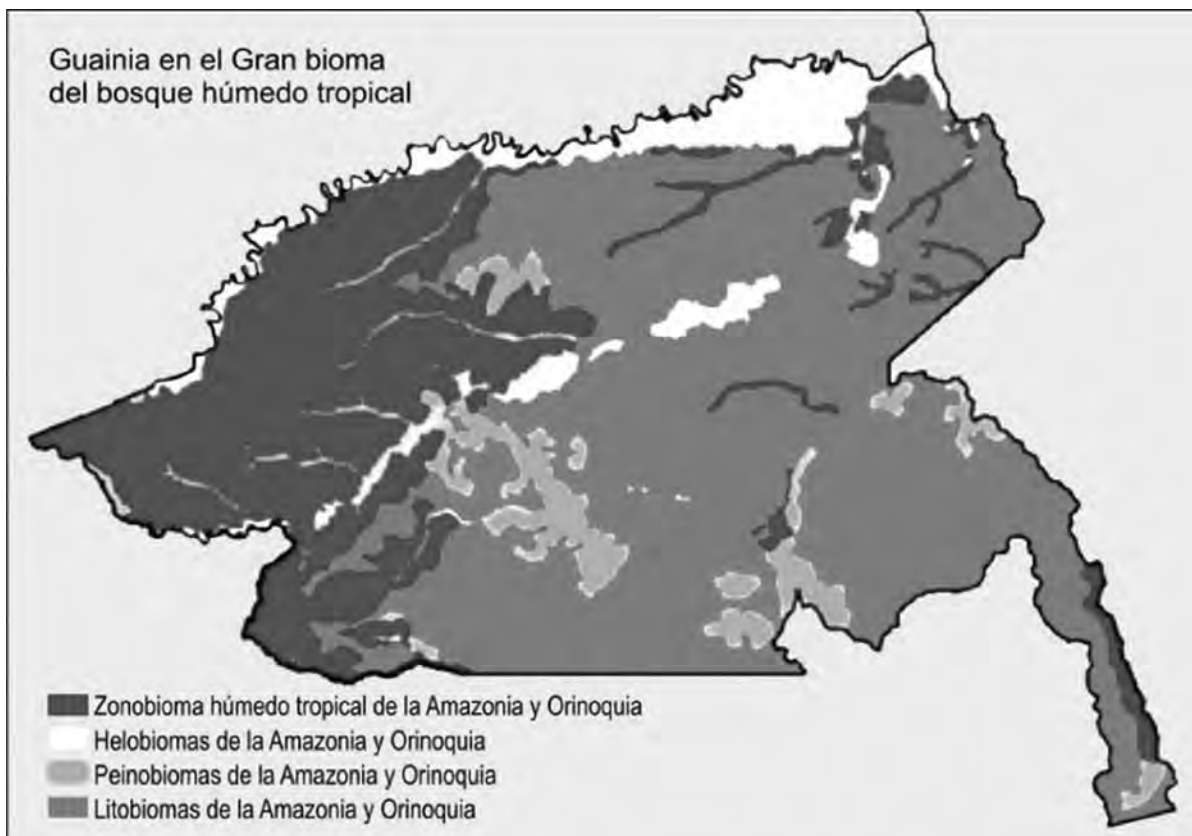 Guainia en el Gran bioma
del bosque húmedo tropical
Zonobioma húmedo tropical de la Amazonia y Orinoquia
Helobiomas de la Amazonia y Orinoquia
Peinobiomas de la Amazonia y Orinoquia
Litobiomas de la Amazonia y Orinoquia